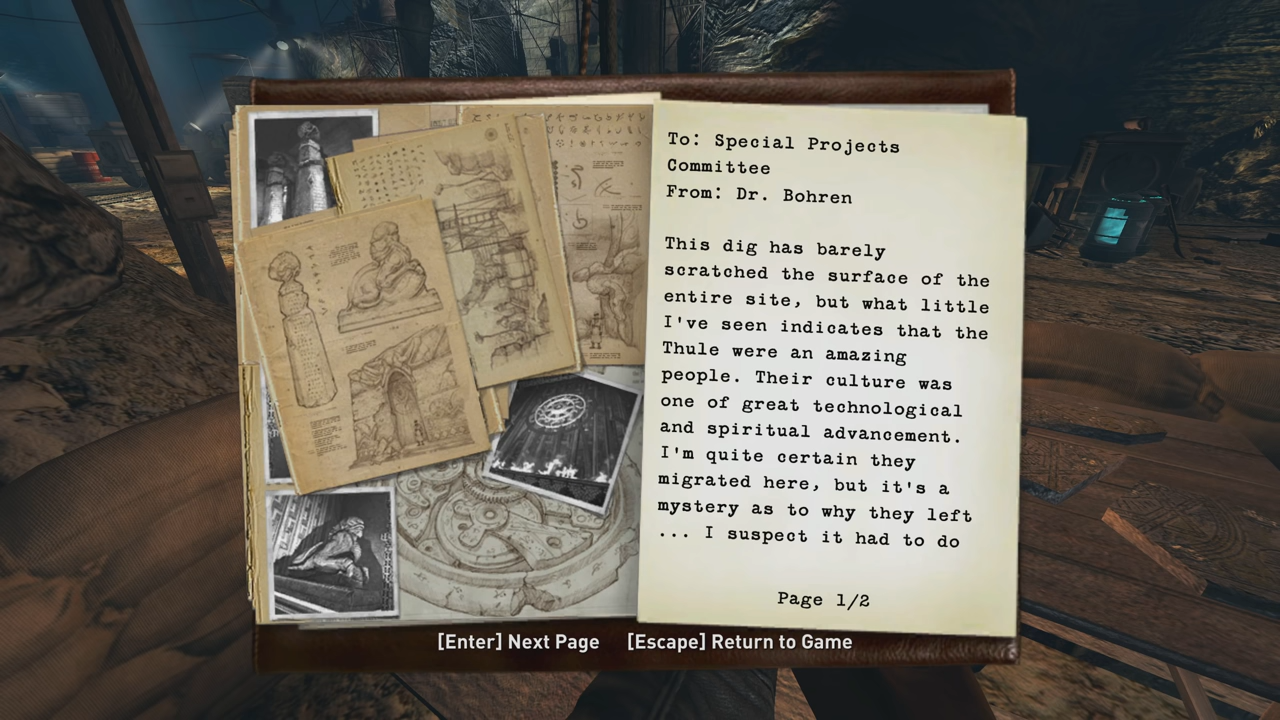 To: Special Projects
Committee
From: Dr. Bohren
This dig has barely
scratched the surface of the
entire site, but what little
I've seen indicates that the
Thule were an amazing
people. Their culture was
one of great technological
and spiritual advancement.
I'm quite certain they
migrated here, but it's a
mystery as to why they left
... I suspect it had to do
Page 1/2
[Enter] Next Page [Escape] Return to Game